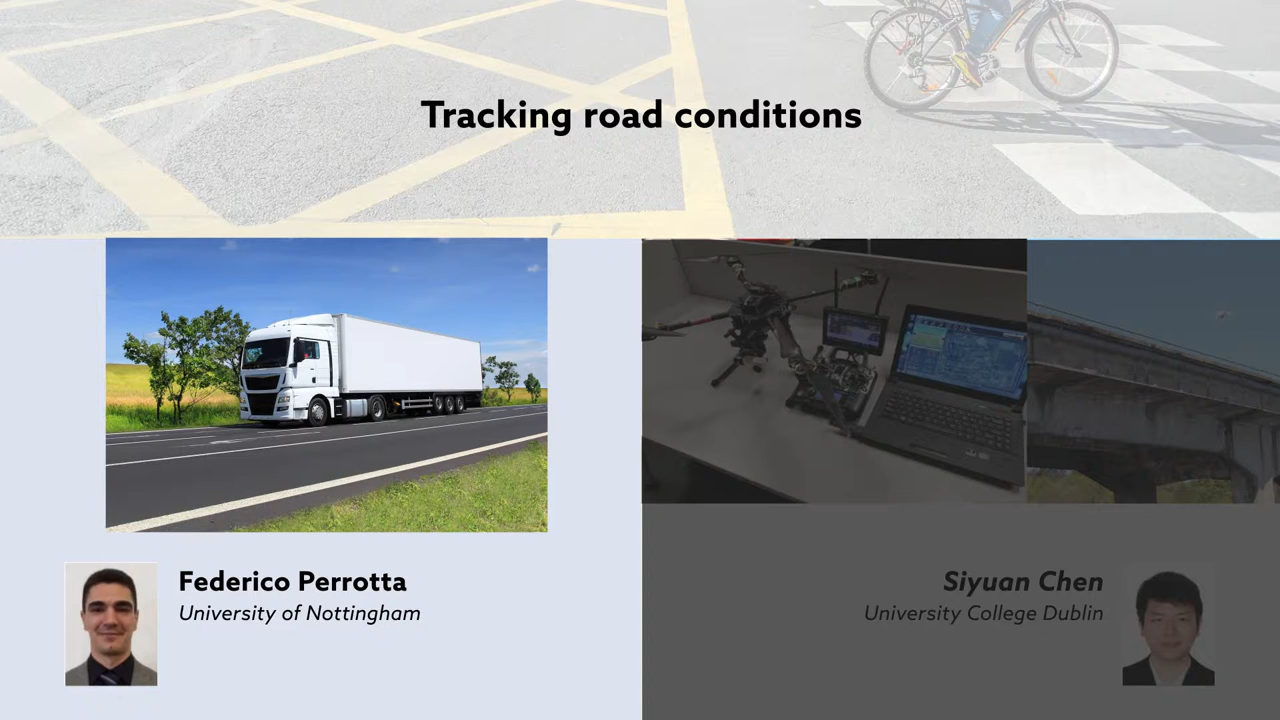 Tracking road conditions
Federico Perrotta
University of Nottingham
Siyuan Chen
University College Dublin